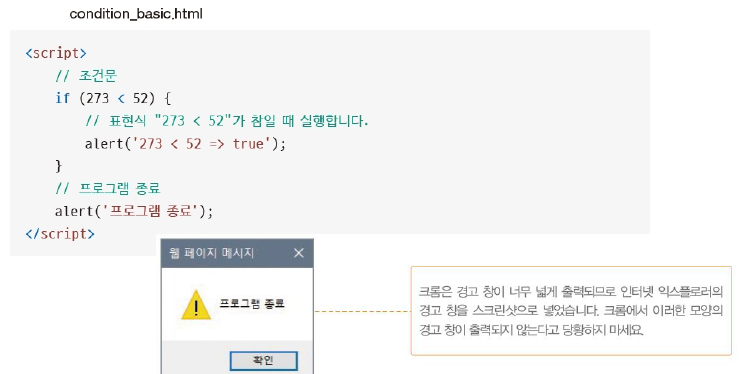 condition_basic.html
<script>
// 조건문
if (273 < 52) {
// 표현식 "273 < 52"가 참일 때 실행합니다.
alert('273 < 52 => true');
}
// 프로그램 종료
alert('프로그램 종료');
</script>
웹 페이지 메시지
프로그램 종료
확인
크롬은 경고 창이 너무 넓게 출력되므로 인터넷 익스플로러의
경고 창을 스크린샷으로 넣었습니다. 크롬에서 이러한 모양의
경고 창이 출력되지 않는다고 당황하지 마세요.